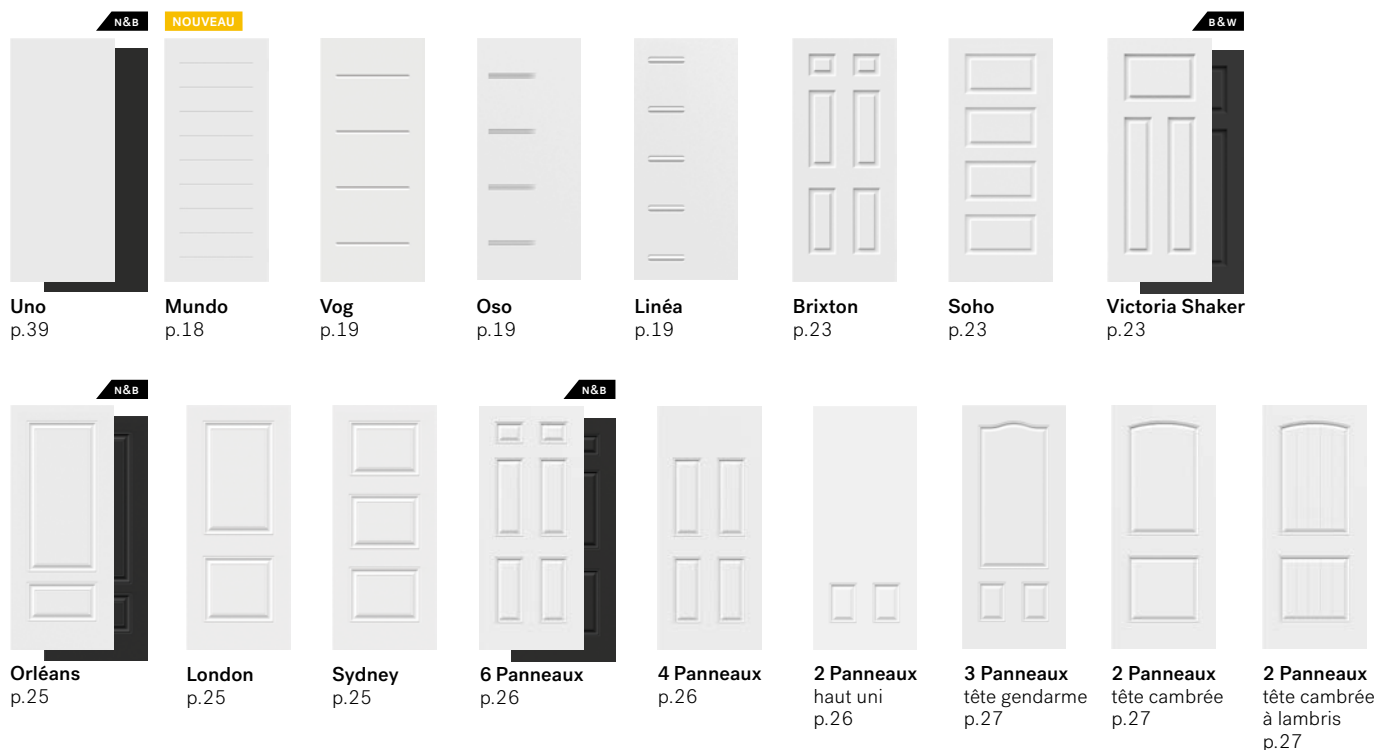 N&B
NOUVEAU
B&W
Uno
p.39
Mundo
p.18
Vog
p.19
Oso
p.19
Linéa
p.19
Brixton
p.23
Soho
p.23
Victoria Shaker
p.23
N&B
N&B
Orléans
p.25
London
p.25
Sydney
p.25
6 Panneaux
p.26
4 Panneaux
p.26
2 Panneaux
haut uni
p.26
3 Panneaux
tête gendarme
p.27
2 Panneaux
tête cambrée
p.27
2 Panneaux
tête cambrée
à lambris
p.27